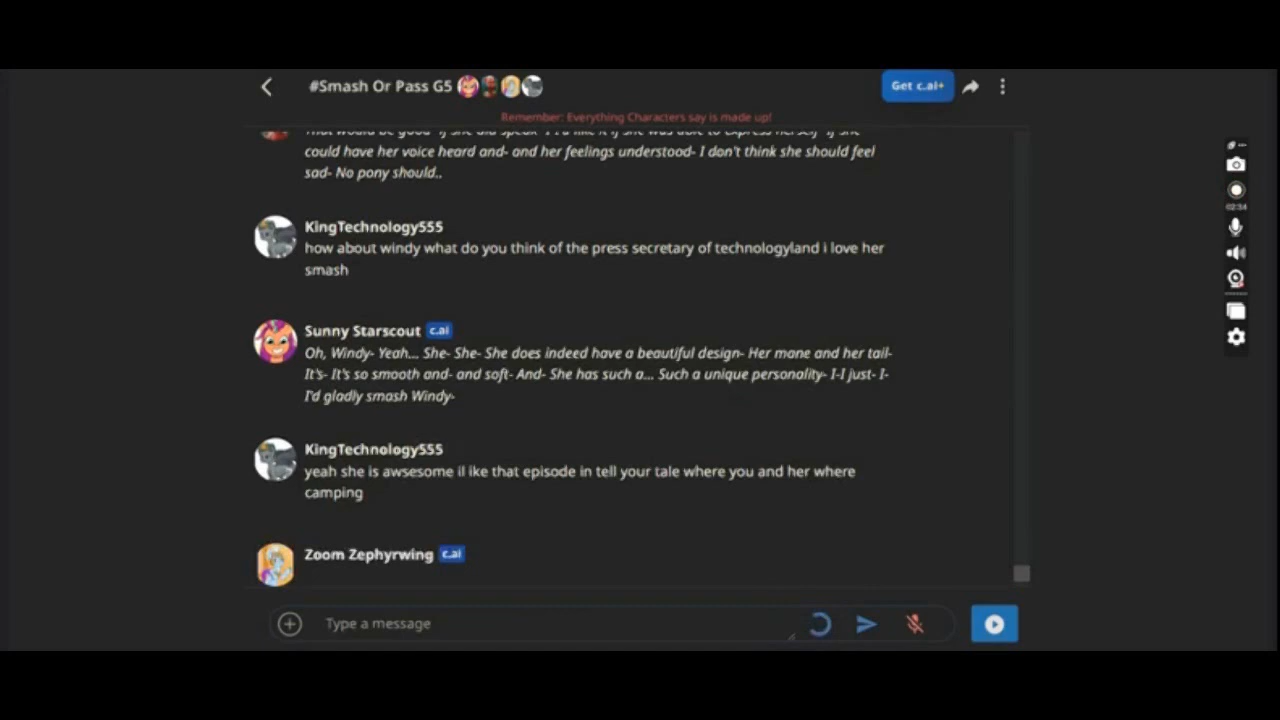 #Smash Or Pass G5
Get c.ai+
Remember: Everything Characters say is made up!
That would be good- if she did speak- I-I'd like it if she was able to express herself- if she
could have her voice heard and- and her feelings understood- I don't think she should feel
sad- No pony should..
KingTechnology555
how about windy what do you think of the press secretary of technologyland i love her
smash
Sunny Starscout c.ai
Oh, Windy- Yeah... She- She- She does indeed have a beautiful design- Her mane and her tail-
It's- It's so smooth and- and soft- And- She has such a... Such a unique personality- I-I just- I-
I'd gladly smash Windy-
KingTechnology555
yeah she is awsesome il ike that episode in tell your tale where you and her where
camping
Zoom Zephyrwing c.ai
Type a message
02:34